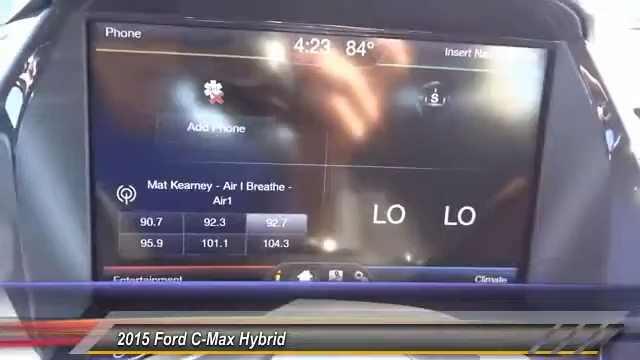 Phone
4:23 84°
Insert Nav
Add Phone
S
Mat Kearney - Air I Breathe -
Air1
90.7 92.3 92.7
95.9 101.1 104.3
LO LO
Entertainment
Climate
2015 Ford C-Max Hybrid